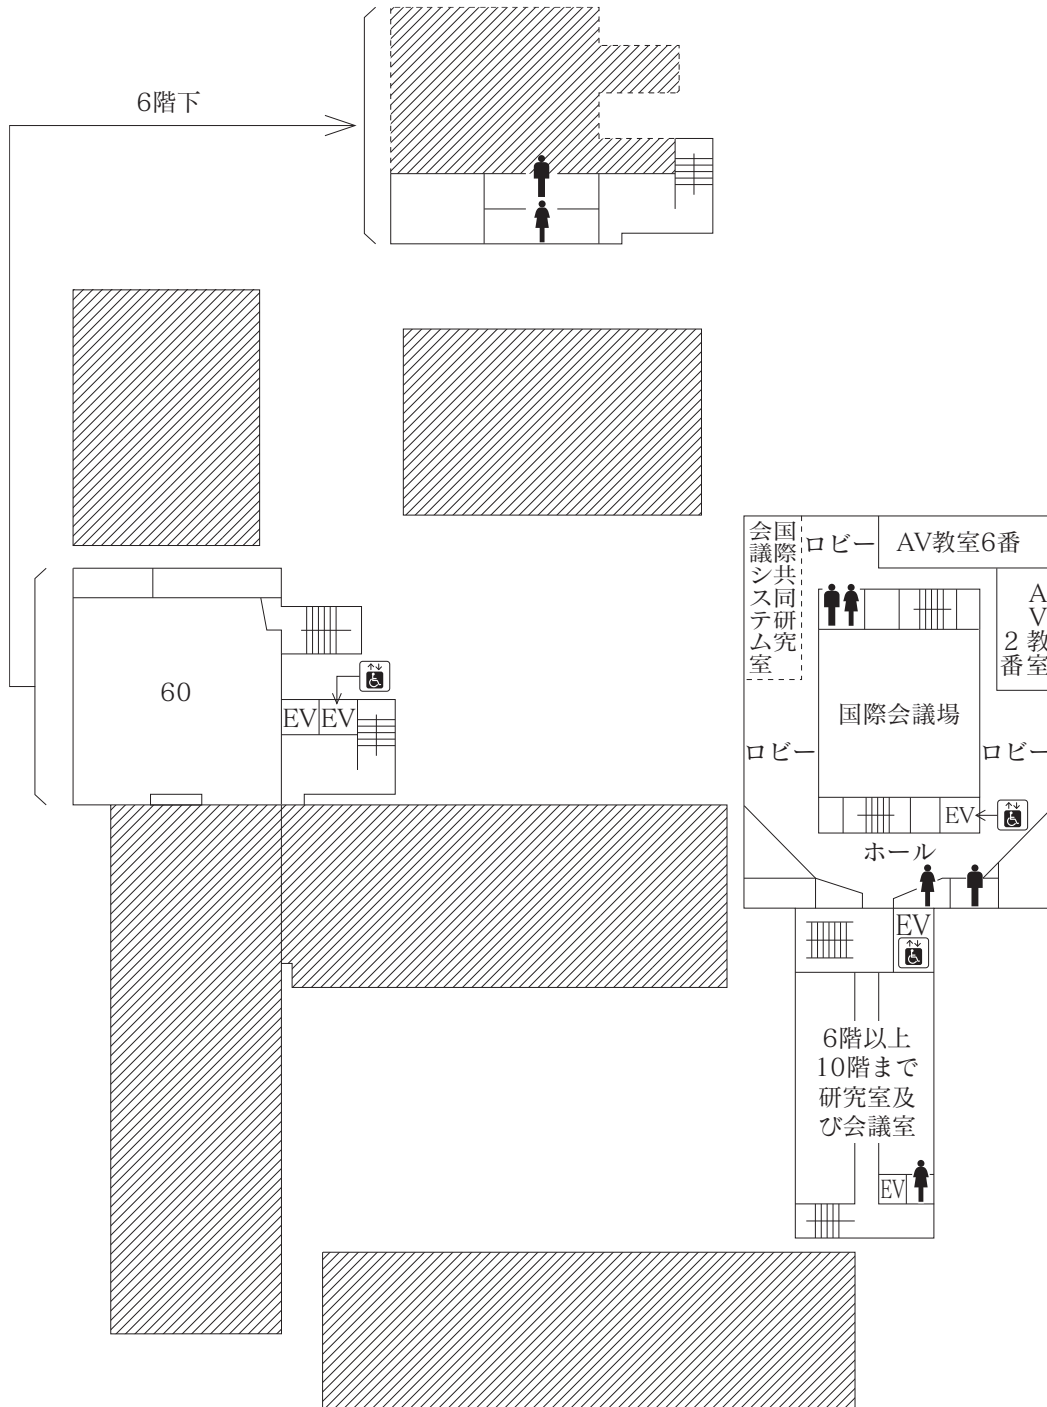 6階下
国際共同研究
会議システム室
ロビー
AV教室6番
AV教室
2番
60
EV
EV
国際会議場
ロビー
ロビー
EV
ホール
EV
6階以上
10階まで
研究室及
び会議室
EV